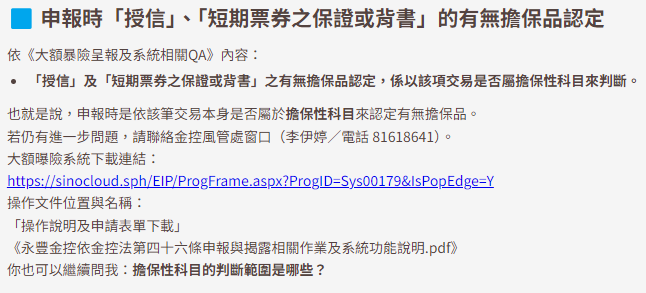 申報時「授信」、「短期票券之保證或背書」的有無擔保品認定
依《大額暴險呈報及系統相關QA》內容：
• 「授信」及「短期票券之保證或背書」之有無擔保品認定，係以該項交易是否屬擔保性科目來判斷。
也就是說，申報時是依該筆交易本身是否屬於擔保性科目來認定有無擔保品。
若仍有進一步問題，請聯絡金控風管處窗口（李伊婷／電話 81618641）。
大額曝險系統下載連結：
https://sinocloud.sph/EIP/ProgFrame.aspx?ProgID=Sys00179&IsPopEdge=Y
操作文件位置與名稱：
「操作說明及申請表單下載」
《永豐金控依金控法第四十六條申報與揭露相關作業及系統功能說明.pdf》
你也可以繼續問我：擔保性科目的判斷範圍是哪些？